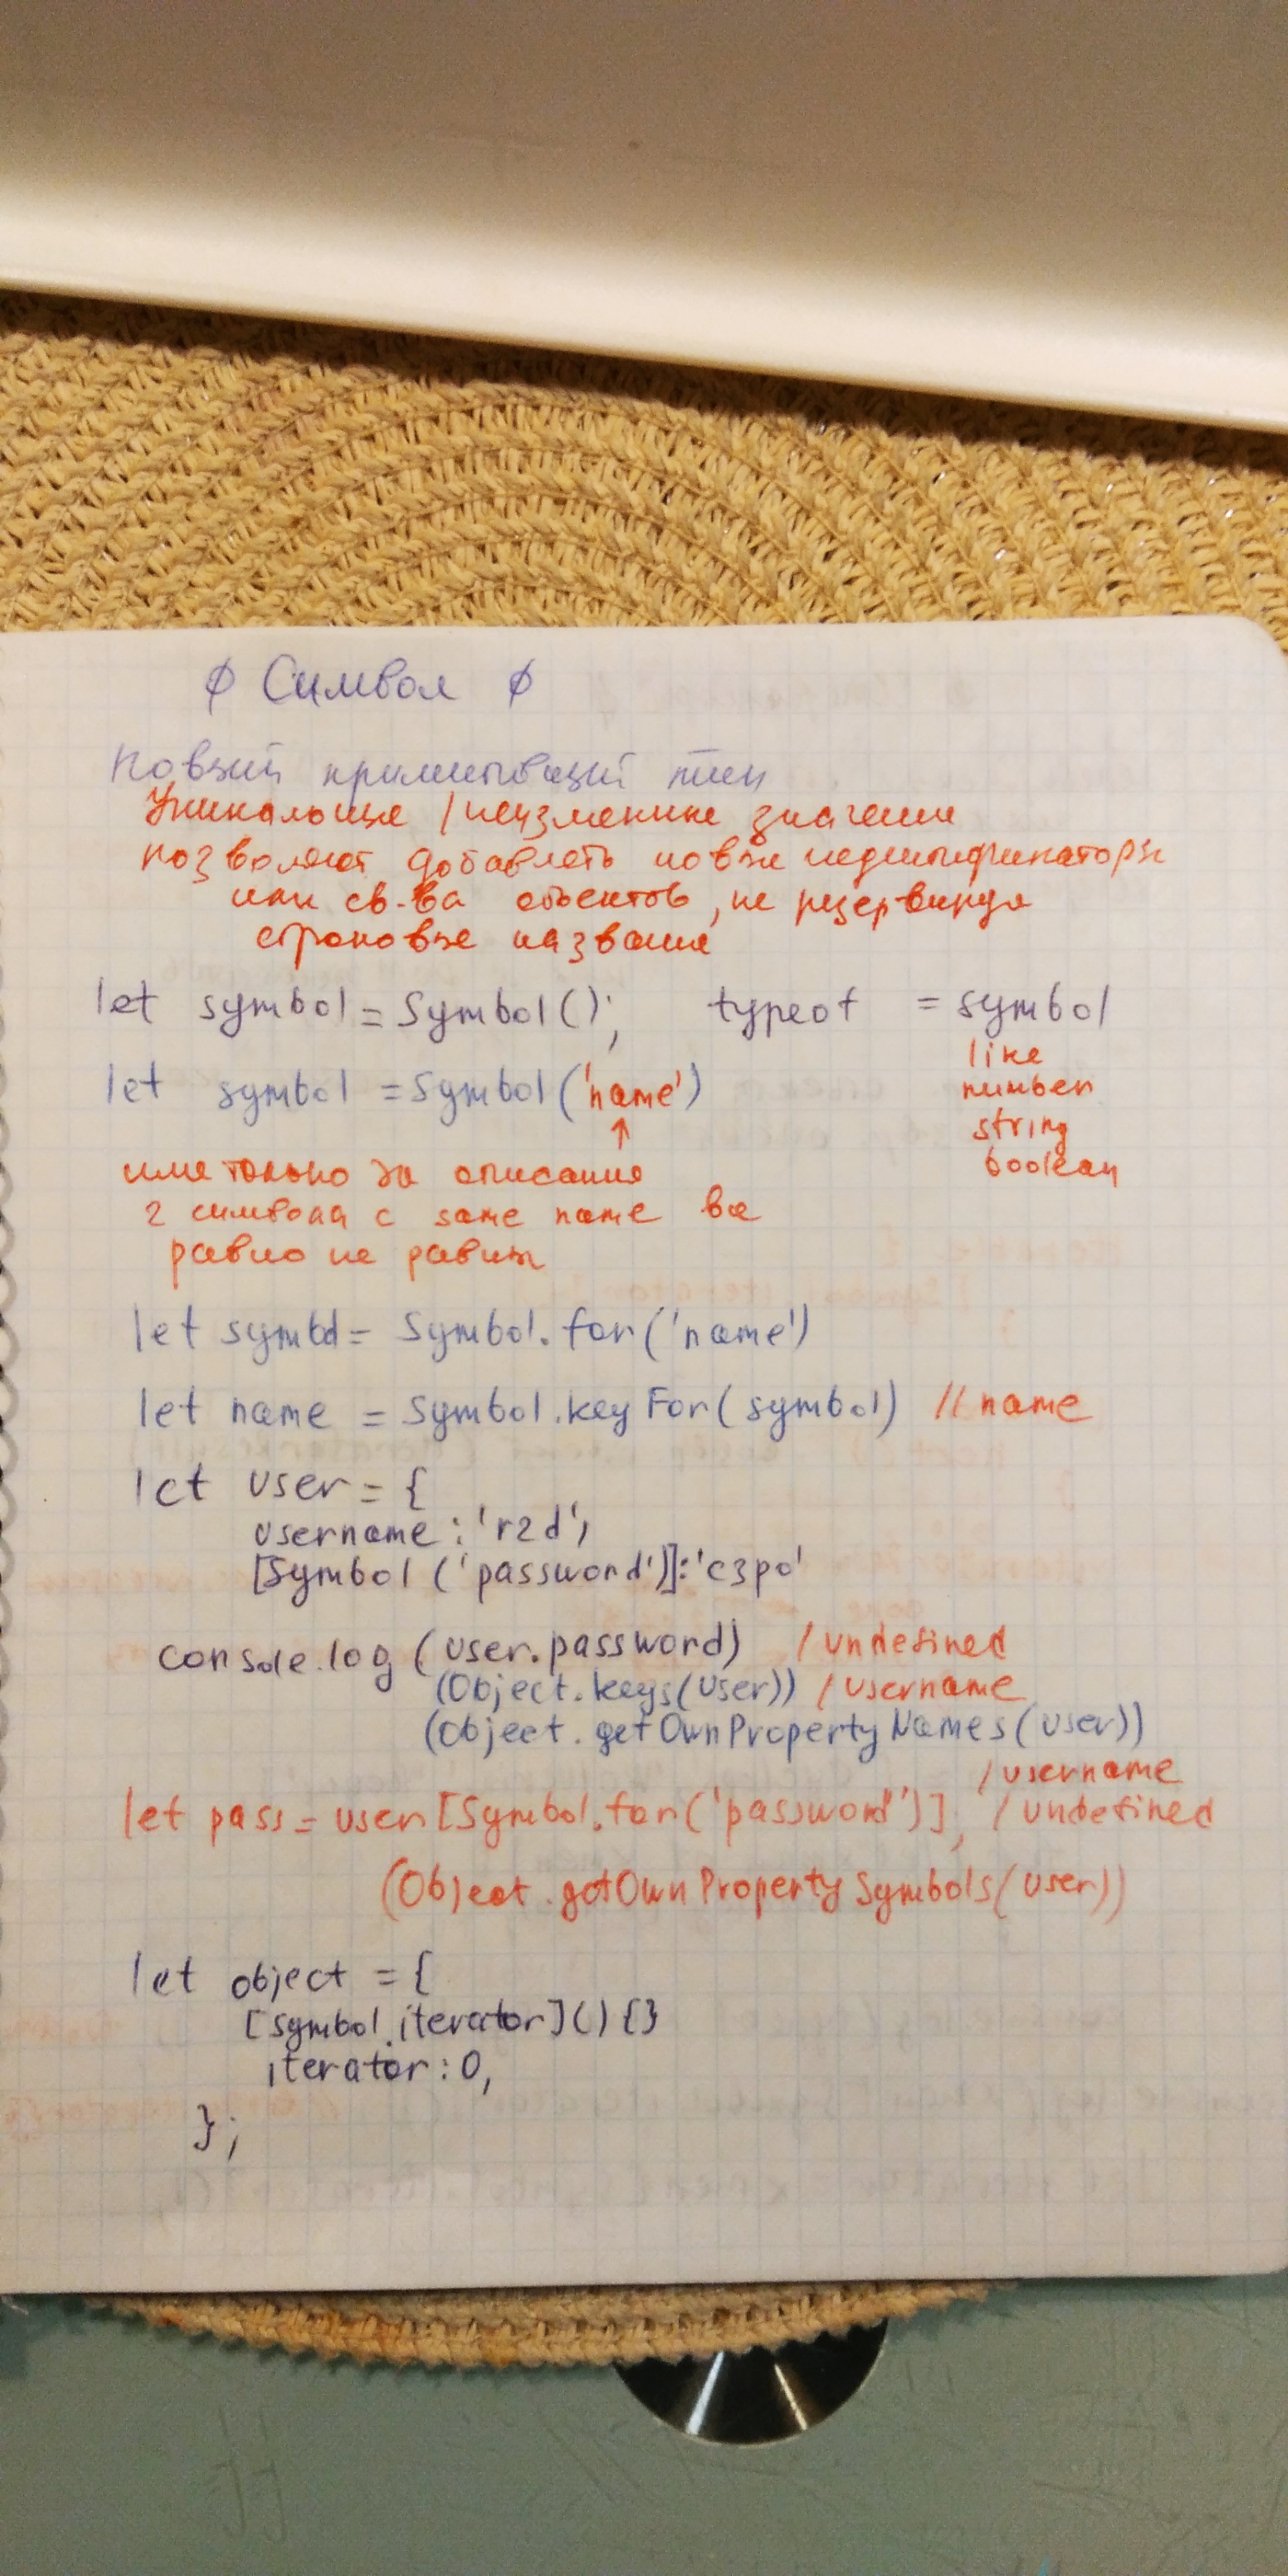 ∮ Символ ∮
Новый примитивный тип
Уникальные / неизменные значения
позволяют добавлять новые идентификаторы
или св-ва объектов, не резервируя
строковые названия
let symbol = Symbol(); typeof = symbol
like
number
string
boolean
let symbol = Symbol('name')
↑
имя только для описания
2 символа с same name все
равно не равны
let symbol = Symbol.for('name')
let name = Symbol.keyFor(symbol) // name
let user = {
username: 'r2d',
[Symbol('password')]: 'c3po'
console.log (user.password) / undefined
(Object.keys(user)) / username
(Object.getOwnPropertyNames(user))
/ username
let pass = user[Symbol.for('password')]; / undefined
(Object.getOwnPropertySymbols(user))
let object = {
[symbol.iterator](){}
iterator: 0,
};